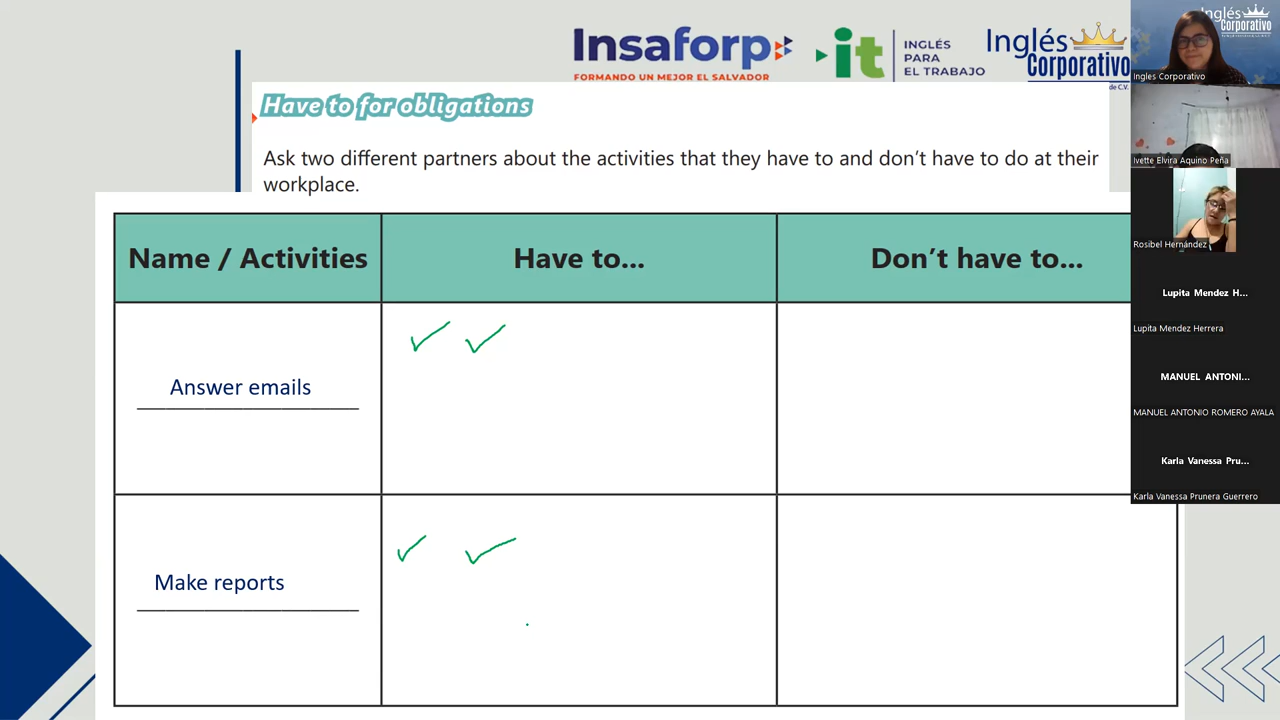 Insaforp
FORMANDO UN MEJOR EL SALVADOR
it
INGLÉS
PARA
EL TRABAJO
Inglés
Corporativo
de C.V.
Inglés
Corporativo
Ingles Corporativo
Ivette Elvira Aquino Peña
Rosibel Hernández
Lupita Mendez H...
Lupita Mendez Herrera
MANUEL ANTONI...
MANUEL ANTONIO ROMERO AYALA
Karla Vanessa Pru...
Karla Vanessa Prunera Guerrero
Have to for obligations
Ask two different partners about the activities that they have to and don't have to do at their
workplace.
Name / Activities Have to... Don't have to...
Answer emails
Make reports